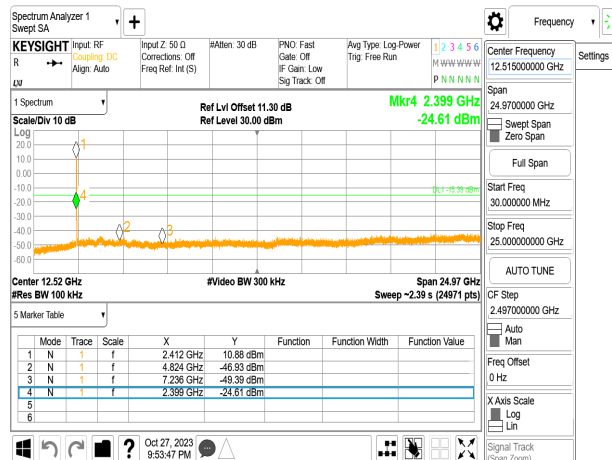 Spectrum Analyzer 1
Swept SA
+
Frequency
KEYSIGHT
R
LXI
Input: RF
Coupling: DC
Align: Auto
Input Z: 50 Ω
Corrections: Off
Freq Ref: Int (S)
#Atten: 30 dB
PNO: Fast
Gate: Off
IF Gain: Low
Sig Track: Off
Avg Type: Log-Power
Trig: Free Run
1 2 3 4 5 6
M W W W W W
P N N N N N
1 Spectrum
Scale/Div 10 dB
Ref Lvl Offset 11.30 dB
Ref Level 30.00 dBm
Mkr4 2.399 GHz
-24.61 dBm
Log
20.0
10.0
0.00
-10.0
-20.0
-30.0
-40.0
-50.0
-60.0
1
4
2
3
DL1 -15.39 dBm
Center 12.52 GHz
#Video BW 300 kHz
Span 24.97 GHz
#Res BW 100 kHz
Sweep ~2.39 s (24971 pts)
5 Marker Table
Mode Trace Scale X Y Function Function Width Function Value
1 N 1 f 2.412 GHz 10.88 dBm
2 N 1 f 4.824 GHz -46.93 dBm
3 N 1 f 7.236 GHz -49.39 dBm
4 N 1 f 2.399 GHz -24.61 dBm
5
6
?
Oct 27, 2023
9:53:47 PM
Center Frequency
12.515000000 GHz
Settings
Span
24.9700000 GHz
Swept Span
Zero Span
Full Span
Start Freq
30.000000 MHz
Stop Freq
25.000000000 GHz
AUTO TUNE
CF Step
2.497000000 GHz
Auto
Man
Freq Offset
0 Hz
X Axis Scale
Log
Lin
Signal Track
(Span Zoom)